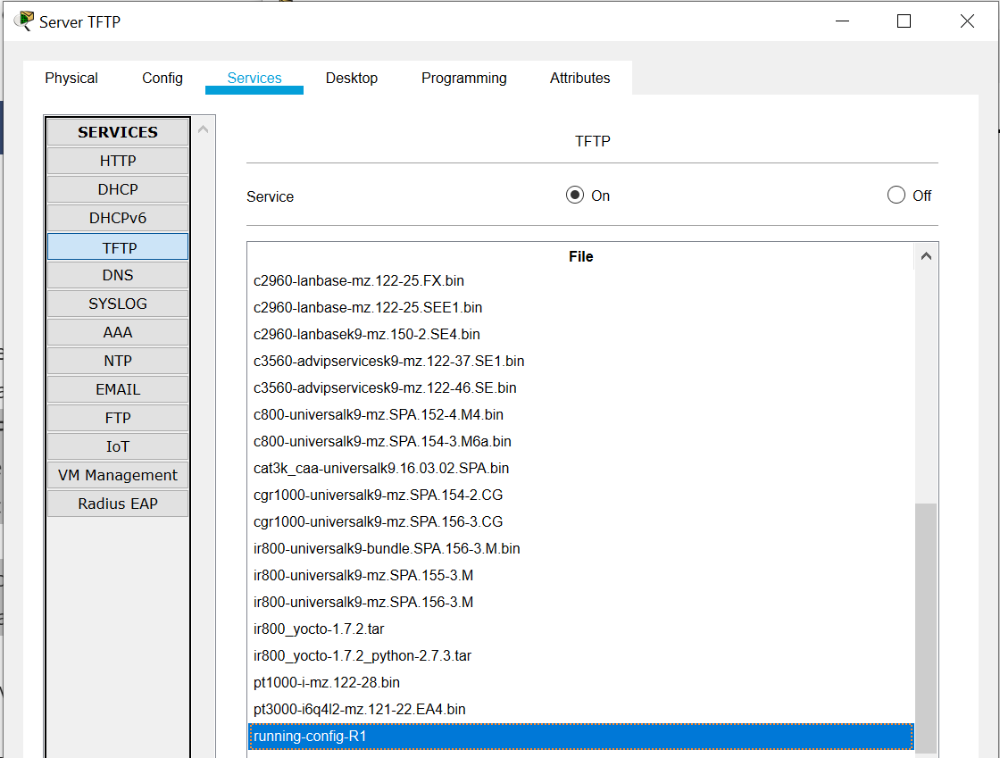 Server TFTP
Physical Config Services Desktop Programming Attributes
SERVICES
HTTP
DHCP
DHCPv6
TFTP
DNS
SYSLOG
AAA
NTP
EMAIL
FTP
IoT
VM Management
Radius EAP
TFTP
Service On Off
File
c2960-lanbase-mz.122-25.FX.bin
c2960-lanbase-mz.122-25.SEE1.bin
c2960-lanbasek9-mz.150-2.SE4.bin
c3560-advipservicesk9-mz.122-37.SE1.bin
c3560-advipservicesk9-mz.122-46.SE.bin
c800-universalk9-mz.SPA.152-4.M4.bin
c800-universalk9-mz.SPA.154-3.M6a.bin
cat3k_caa-universalk9.16.03.02.SPA.bin
cgr1000-universalk9-mz.SPA.154-2.CG
cgr1000-universalk9-mz.SPA.156-3.CG
ir800-universalk9-bundle.SPA.156-3.M.bin
ir800-universalk9-mz.SPA.155-3.M
ir800-universalk9-mz.SPA.156-3.M
ir800_yocto-1.7.2.tar
ir800_yocto-1.7.2_python-2.7.3.tar
pt1000-i-mz.122-28.bin
pt3000-i6q4l2-mz.121-22.EA4.bin
running-config-R1